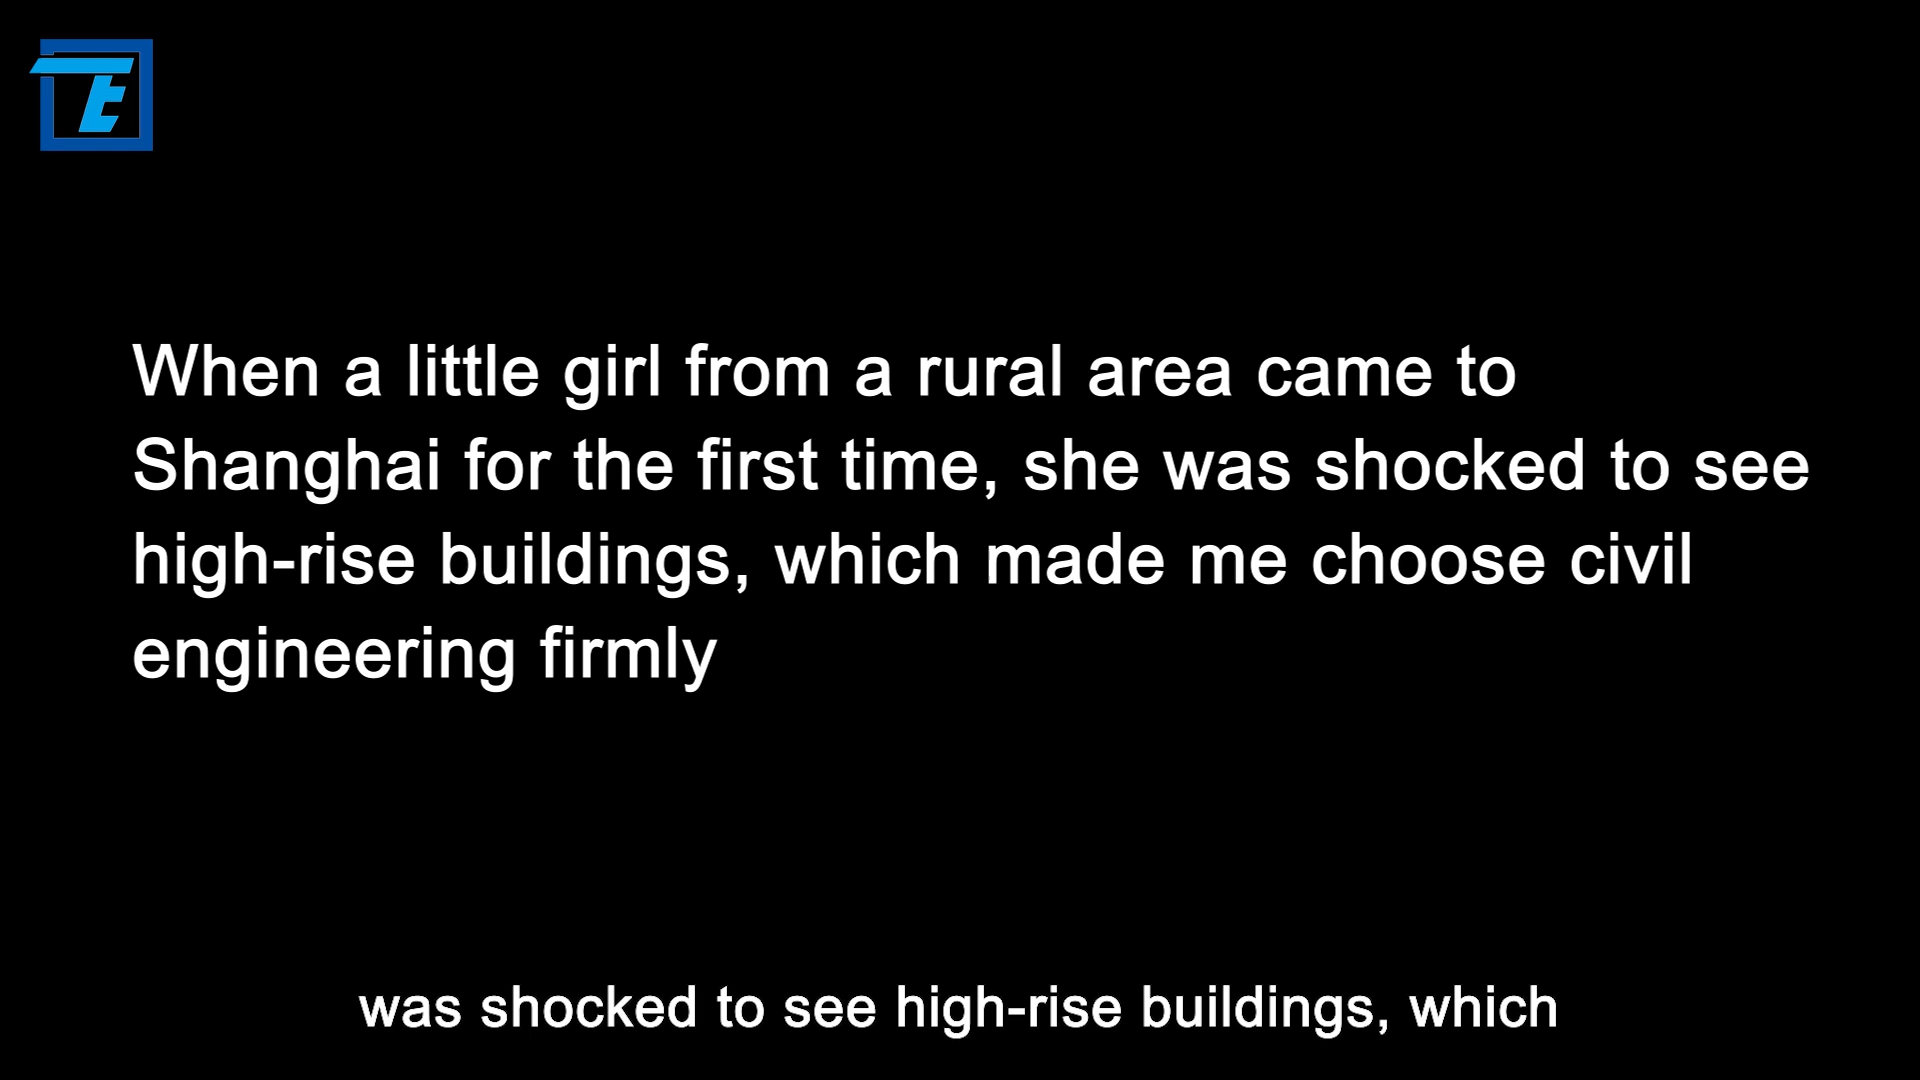 When a little girl from a rural area came to
Shanghai for the first time, she was shocked to see
high-rise buildings, which made me choose civil
engineering firmly
was shocked to see high-rise buildings, which